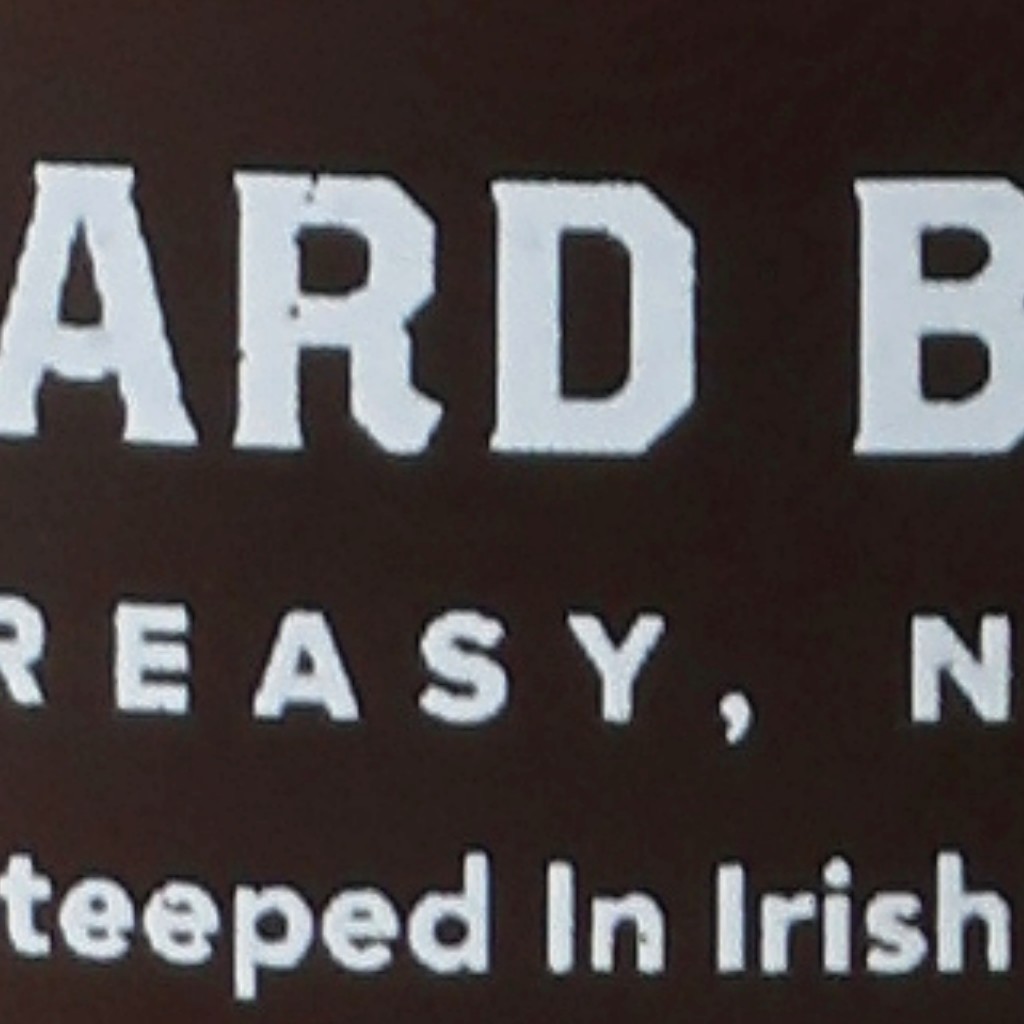 ARD B
REASY, N
teeped In Irish